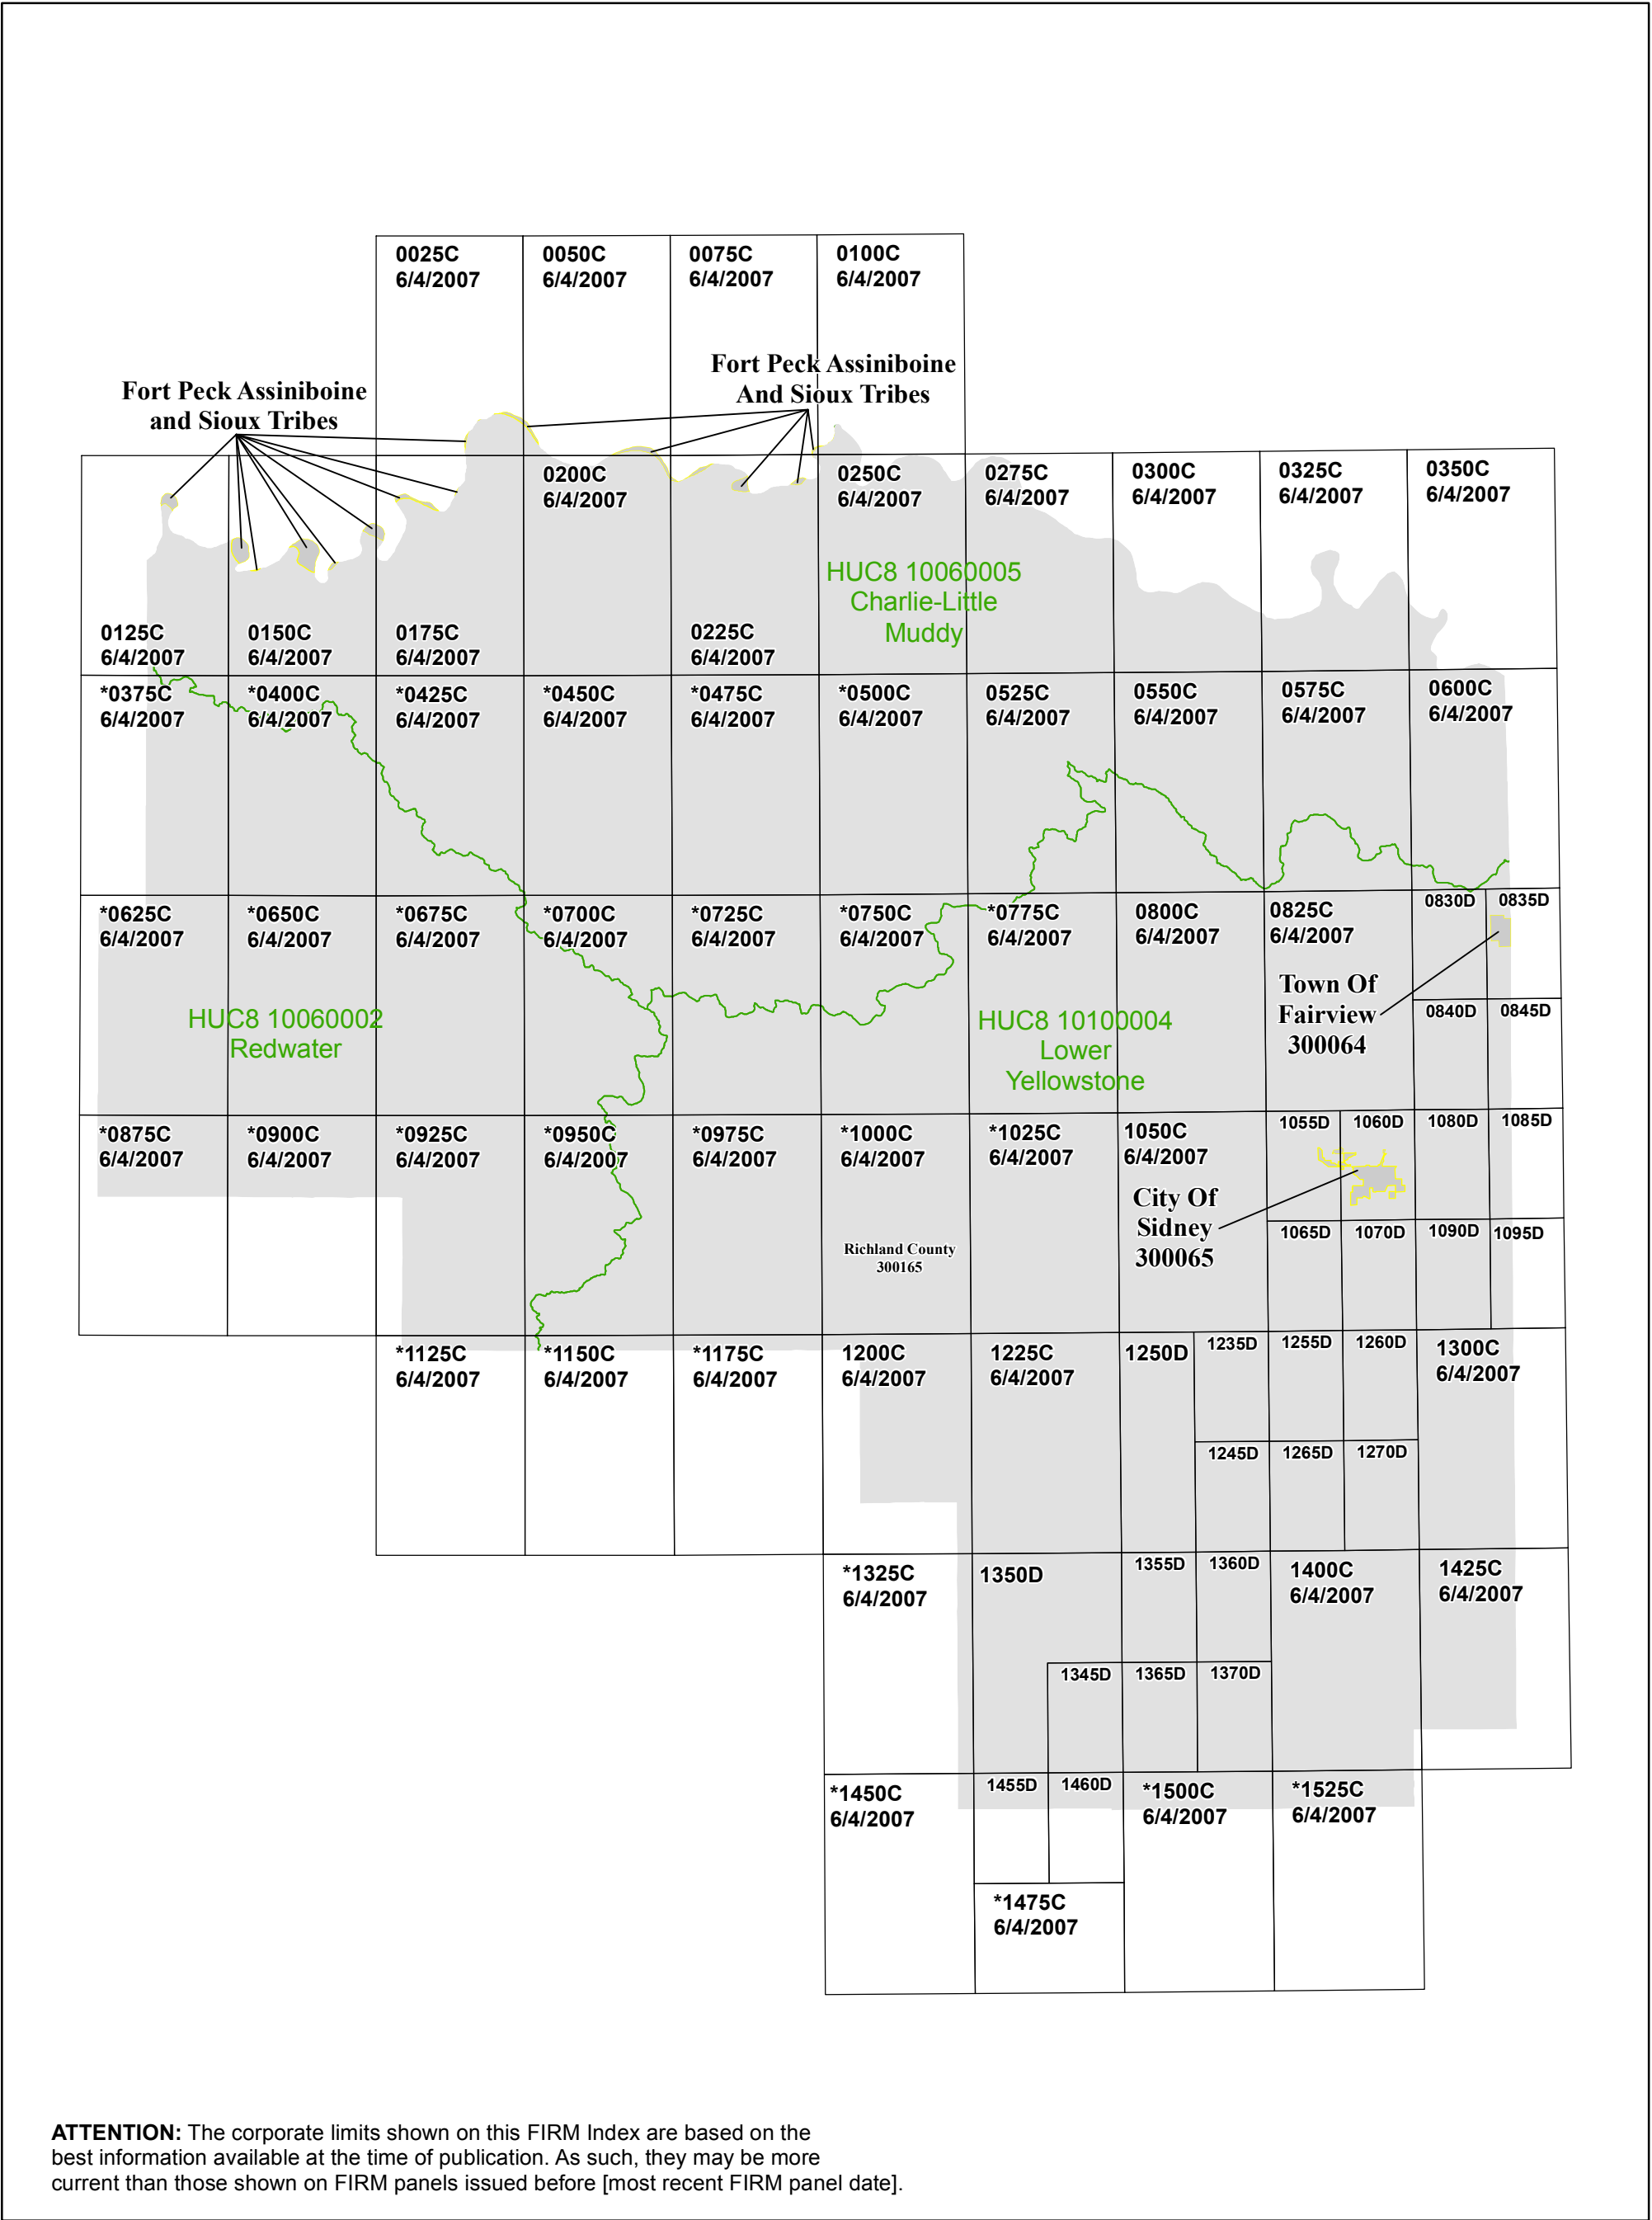 0025C
6/4/2007
0050C
6/4/2007
0075C
6/4/2007
0100C
6/4/2007
Fort Peck Assiniboine
and Sioux Tribes
Fort Peck Assiniboine
And Sioux Tribes
0125C
6/4/2007
0150C
6/4/2007
0175C
6/4/2007
0200C
6/4/2007
0225C
6/4/2007
0250C
6/4/2007
0275C
6/4/2007
0300C
6/4/2007
0325C
6/4/2007
0350C
6/4/2007
HUC8 10060005
Charlie-Little
Muddy
*0375C
6/4/2007
*0400C
6/4/2007
*0425C
6/4/2007
*0450C
6/4/2007
*0475C
6/4/2007
*0500C
6/4/2007
0525C
6/4/2007
0550C
6/4/2007
0575C
6/4/2007
0600C
6/4/2007
*0625C
6/4/2007
*0650C
6/4/2007
*0675C
6/4/2007
*0700C
6/4/2007
*0725C
6/4/2007
*0750C
6/4/2007
*0775C
6/4/2007
0800C
6/4/2007
0825C
6/4/2007
0830D
0835D
0840D
0845D
HUC8 10060002
Redwater
HUC8 10100004
Lower
Yellowstone
Town Of
Fairview
300064
*0875C
6/4/2007
*0900C
6/4/2007
*0925C
6/4/2007
*0950C
6/4/2007
*0975C
6/4/2007
*1000C
6/4/2007
*1025C
6/4/2007
1050C
6/4/2007
1055D
1060D
1080D
1085D
City Of
Sidney
300065
Richland County
300165
1065D
1070D
1090D
1095D
*1125C
6/4/2007
*1150C
6/4/2007
*1175C
6/4/2007
1200C
6/4/2007
1225C
6/4/2007
1250D
1235D
1255D
1260D
1300C
6/4/2007
1245D
1265D
1270D
*1325C
6/4/2007
1350D
1355D
1360D
1400C
6/4/2007
1425C
6/4/2007
1345D
1365D
1370D
*1450C
6/4/2007
1455D
1460D
*1500C
6/4/2007
*1525C
6/4/2007
*1475C
6/4/2007
ATTENTION: The corporate limits shown on this FIRM Index are based on the
best information available at the time of publication. As such, they may be more
current than those shown on FIRM panels issued before [most recent FIRM panel date].